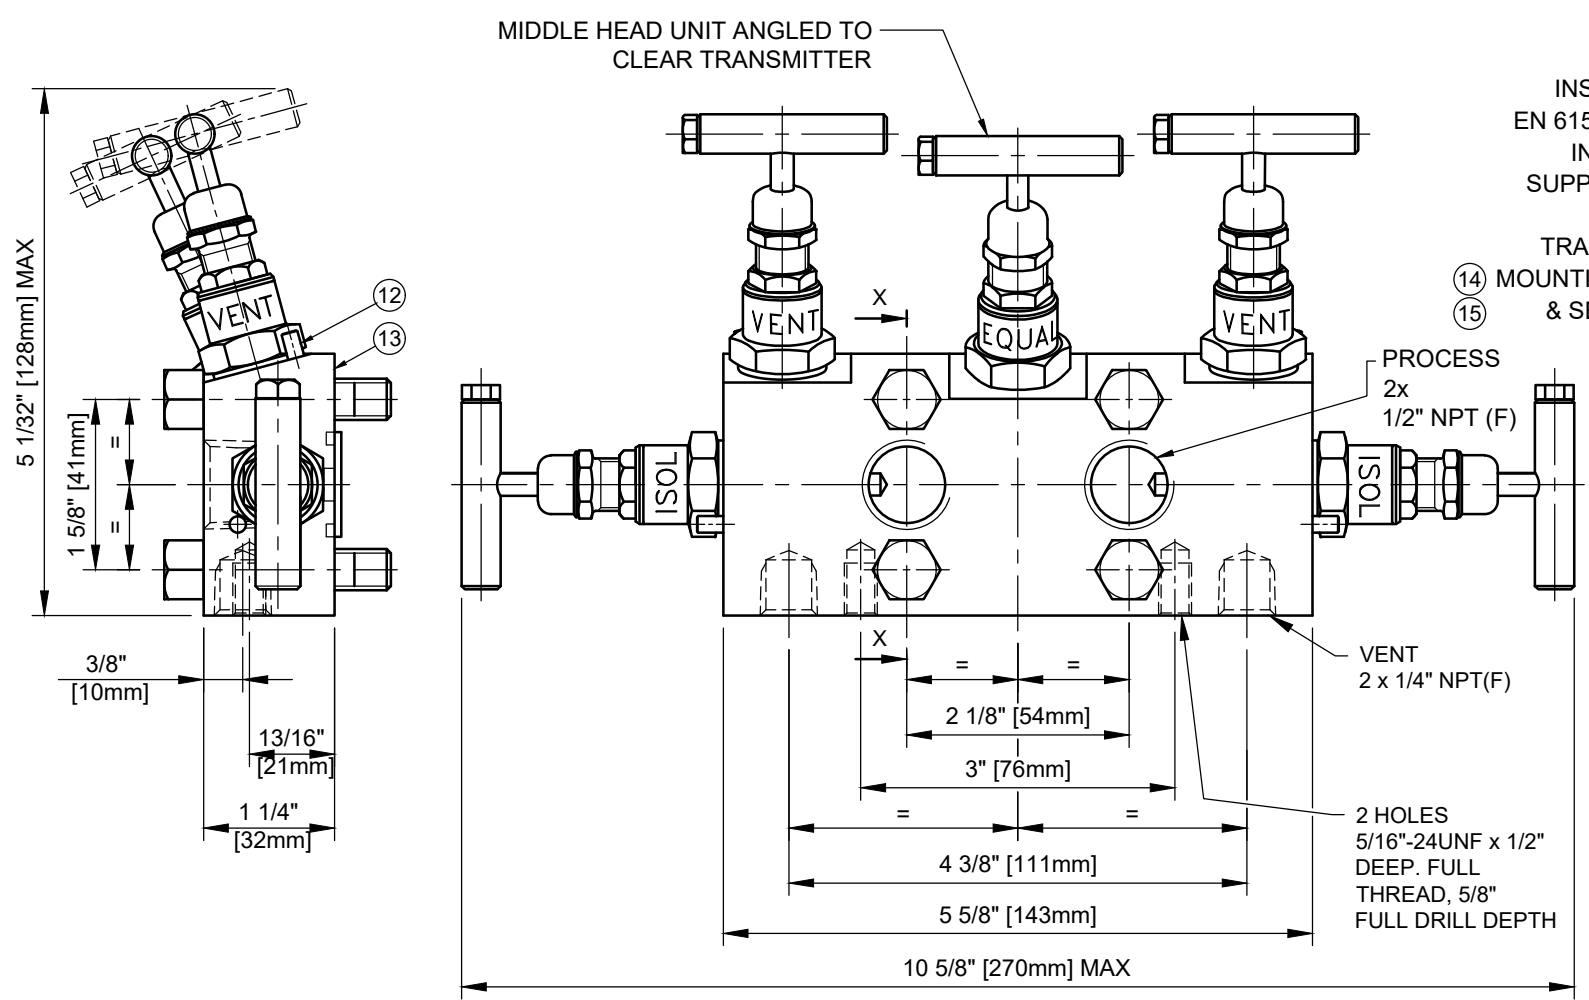 MIDDLE HEAD UNIT ANGLED TO
CLEAR TRANSMITTER
EN 615
TRA
14 MOUNTI
15 & SE
12
13
VENT
5 1/32" [128mm] MAX
1 5/8" [41mm]
=
=
3/8"
[10mm]
13/16"
[21mm]
1 1/4"
[32mm]
VENT
EQUAL
VENT
X
X
ISOL
ISOL
PROCESS
2x
1/2" NPT (F)
VENT
2 x 1/4" NPT(F)
= =
2 1/8" [54mm]
3" [76mm]
= =
4 3/8" [111mm]
5 5/8" [143mm]
10 5/8" [270mm] MAX
2 HOLES
5/16"-24UNF x 1/2"
DEEP. FULL
THREAD, 5/8"
FULL DRILL DEPTH